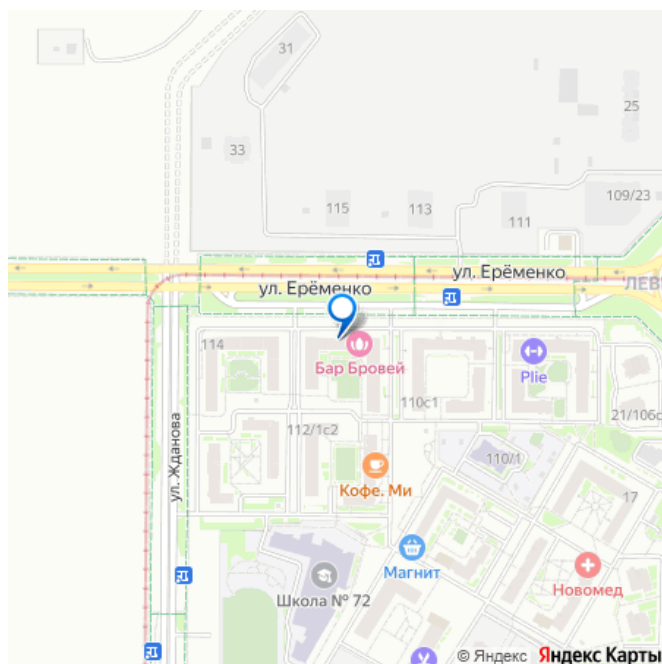 31
33
25
115
113
111
109/23
ул. Ерёменко
ул. Ерёменко
ЛЕВ
114
Бар Бровей
Plie
110с1
21/106с
ул. Жданова
112/1с2
110/1
Кофе. Ми
17
Магнит
Новомед
Школа № 72
© Яндекс Яндекс Карты